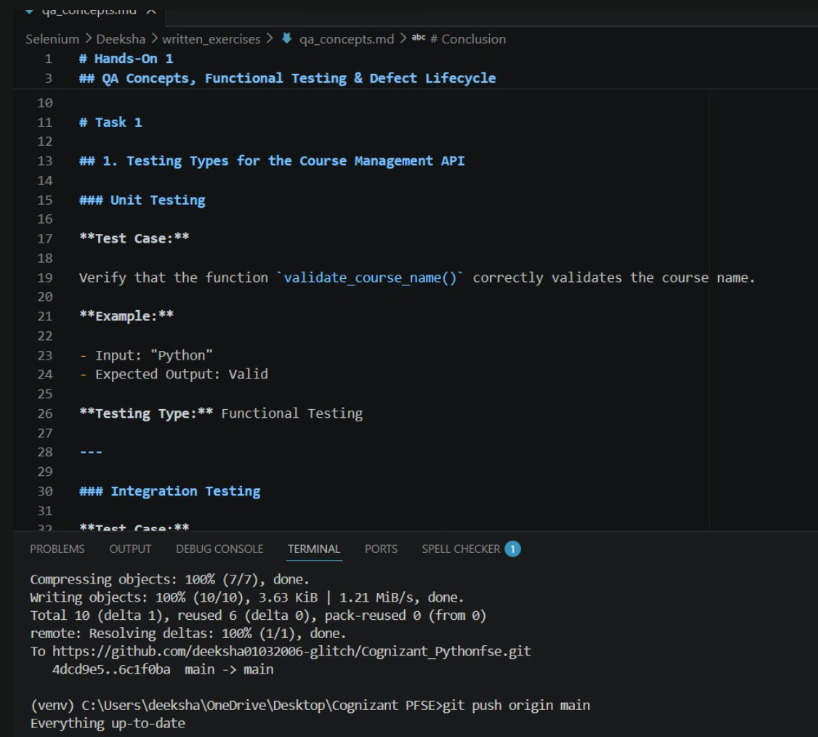 qa_concepts.md
Selenium > Deeksha > written_exercises > qa_concepts.md > abc # Conclusion
1 # Hands-On 1
3 ## QA Concepts, Functional Testing & Defect Lifecycle
10
11 # Task 1
12
13 ## 1. Testing Types for the Course Management API
14
15 ### Unit Testing
16
17 **Test Case:**
18
19 Verify that the function `validate_course_name()` correctly validates the course name.
20
21 **Example:**
22
23 - Input: "Python"
24 - Expected Output: Valid
25
26 **Testing Type:** Functional Testing
27
28 ---
29
30 ### Integration Testing
31
32 **Test Case:**
PROBLEMS OUTPUT DEBUG CONSOLE TERMINAL PORTS SPELL CHECKER 1
Compressing objects: 100% (7/7), done.
Writing objects: 100% (10/10), 3.63 KiB | 1.21 MiB/s, done.
Total 10 (delta 1), reused 6 (delta 0), pack-reused 0 (from 0)
remote: Resolving deltas: 100% (1/1), done.
To https://github.com/deeksha01032006-glitch/Cognizant_Pythonfse.git
4dcd9e5..6c1f0ba main -> main
(venv) C:\Users\deeksha\OneDrive\Desktop\Cognizant PFSE>git push origin main
Everything up-to-date